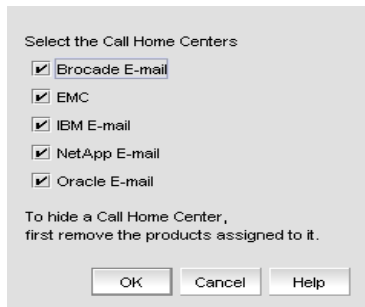 Select the Call Home Centers
Brocade E-mail
EMC
IBM E-mail
NetApp E-mail
Oracle E-mail
To hide a Call Home Center,
first remove the products assigned to it.
OK Cancel Help